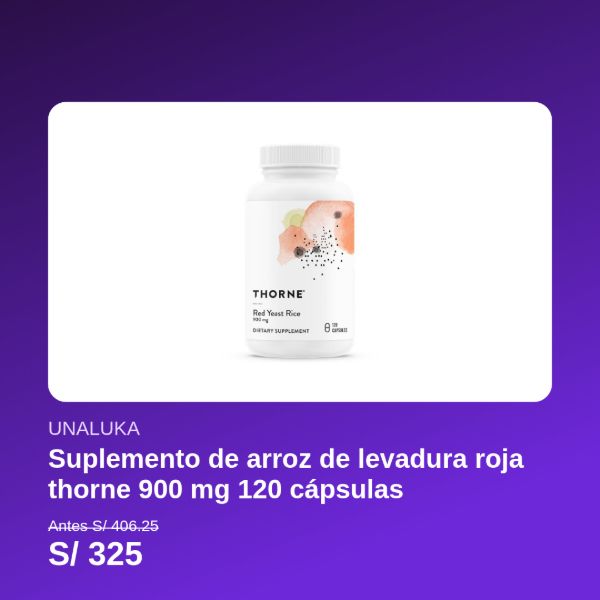 THORNE
Red Yeast Rice
900 mg
DIETARY SUPPLEMENT
120
CAPSULES
UNALUKA
Suplemento de arroz de levadura roja
thorne 900 mg 120 cápsulas
Antes S/ 406.25
S/ 325